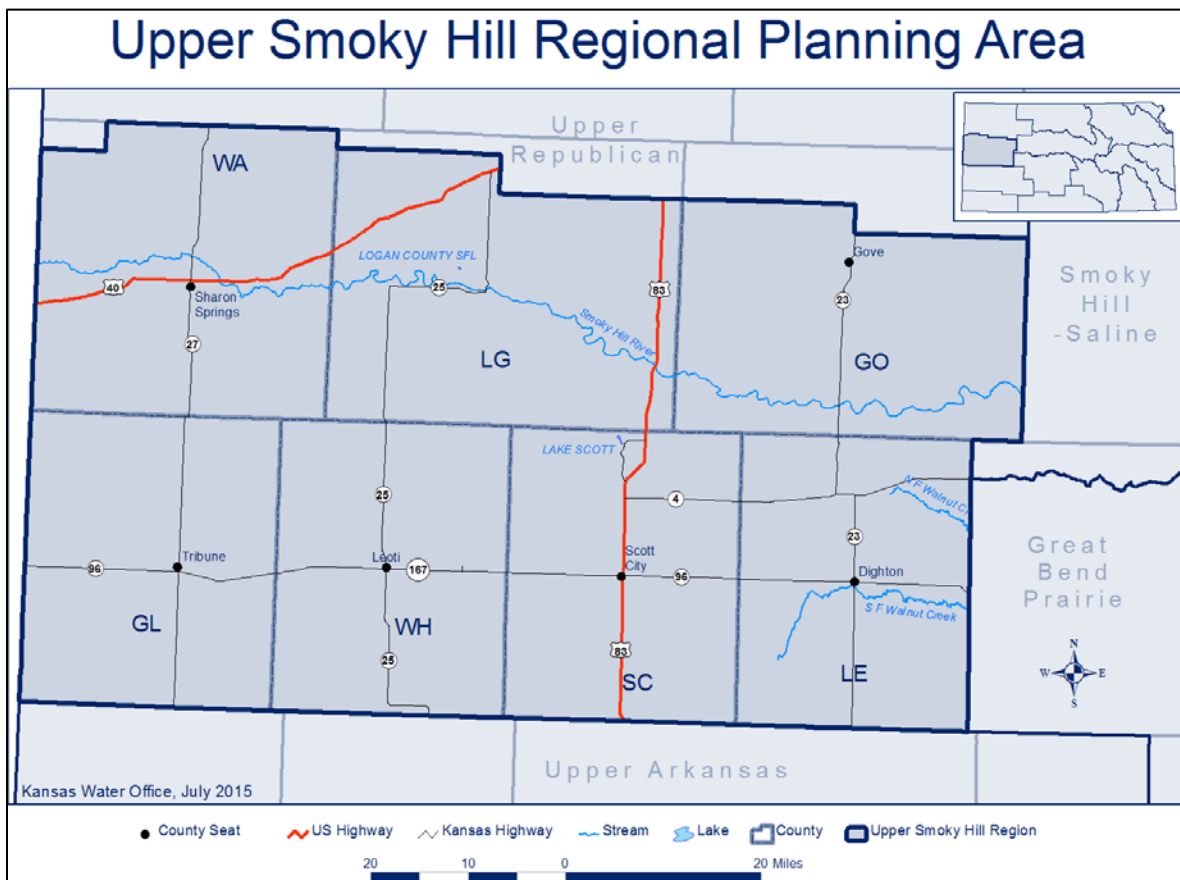 Upper Smoky Hill Regional Planning Area
Upper
Republican
WA
LOGAN COUNTY SFL
Gove
40
Sharon
Springs
25
83
Smoky Hill River
23
Smoky
Hill
-Saline
27
LG
GO
LAKE SCOTT
25
4
N F Walnut Cr
Great
Bend
Prairie
23
96
Tribune
Leoti
167
Scott
City
96
Dighton
S F Walnut Creek
GL
WH
25
83
SC
LE
N
W
E
S
Upper Arkansas
Kansas Water Office, July 2015
County Seat
US Highway
Kansas Highway
Stream
Lake
County
Upper Smoky Hill Region
20 10 0 20 Miles